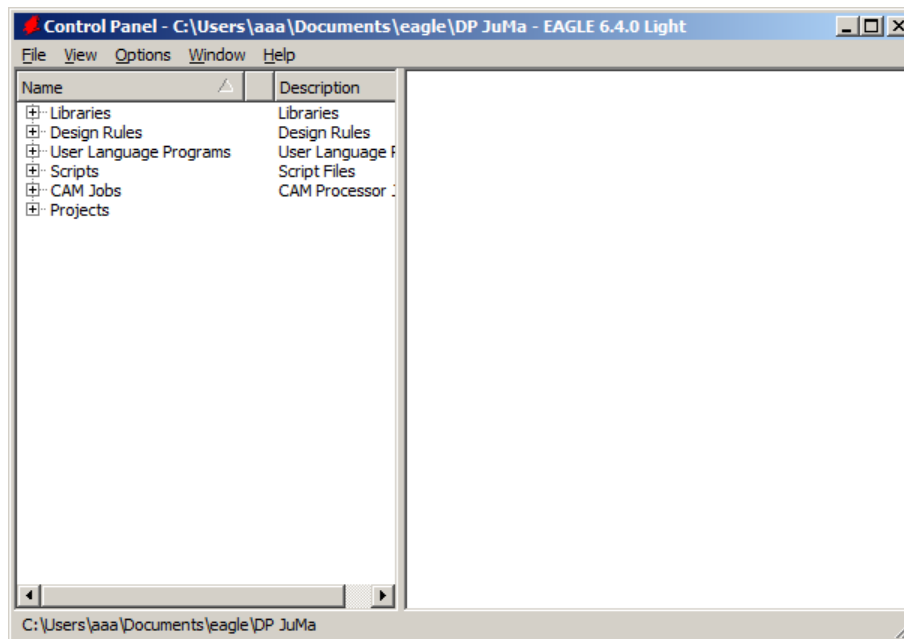 Control Panel - C:\Users\aaa\Documents\eagle\DP JuMa - EAGLE 6.4.0 Light
File View Options Window Help
Name Description
Libraries Libraries
Design Rules Design Rules
User Language Programs User Language P
Scripts Script Files
CAM Jobs CAM Processor J
Projects
C:\Users\aaa\Documents\eagle\DP JuMa